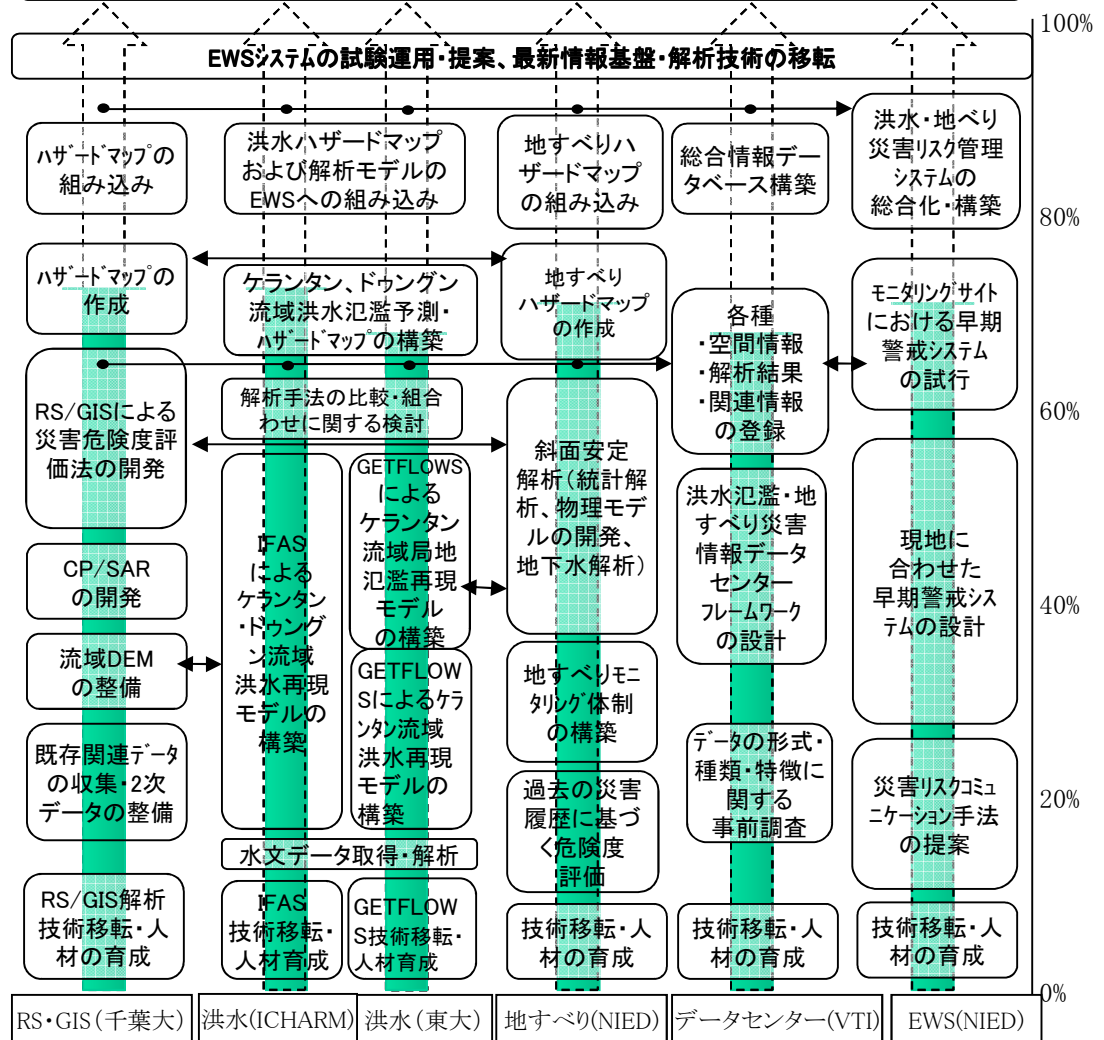 100%
EWSシステムの試験運用・提案、最新情報基盤・解析技術の移転
ハザードマップの
組み込み
洪水ハザードマップ
および解析モデルの
EWSへの組み込み
地すべりハ
ザードマップ
の組み込み
総合情報デー
タベース構築
洪水・地べり
災害リスク管理
システムの
総合化・構築
80%
ハザードマップの
作成
ケランタン、ドゥングン
流域洪水氾濫予測・
ハザードマップの構築
地すべり
ハザードマップ
の作成
各種
・空間情報
・解析結果
・関連情報
の登録
モニタリングサイト
における早期
警戒システム
の試行
60%
RS/GISによる
災害危険度評
価法の開発
解析手法の比較・組合
わせに関する検討
斜面安定
解析(統計解
析、物理モデ
ルの開発、
地下水解析)
IFAS
による
ケランタン
・ドゥング
ン流域
洪水再現
モデルの
構築
GETFLOWS
による
ケランタン
流域局地
氾濫再現
モデル
の構築
洪水氾濫・地
すべり災害
情報データ
センター
フレームワーク
の設計
現地に
合わせた
早期警戒シス
テムの設計
CP/SAR
の開発
40%
流域DEM
の整備
GETFLOW
Sによるケラ
ンタン流域
洪水再現
モデルの
構築
地すべりモニ
タリング体制
の構築
既存関連データ
の収集・2次
データの整備
データの形式・
種類・特徴に
関する
事前調査
災害リスクコミュ
ニケーション手法
の提案
20%
過去の災害
履歴に基づ
く危険度
評価
水文データ取得・解析
RS/GIS解析
技術移転・人
材の育成
IFAS
技術移転・
人材育成
GETFLOW
S技術移転・
人材育成
技術移転・人
材の育成
技術移転・人
材の育成
技術移転・人
材の育成
0%
RS・GIS(千葉大)
洪水(ICHARM)
洪水(東大)
地すべり(NIED)
データセンター(VTI)
EWS(NIED)